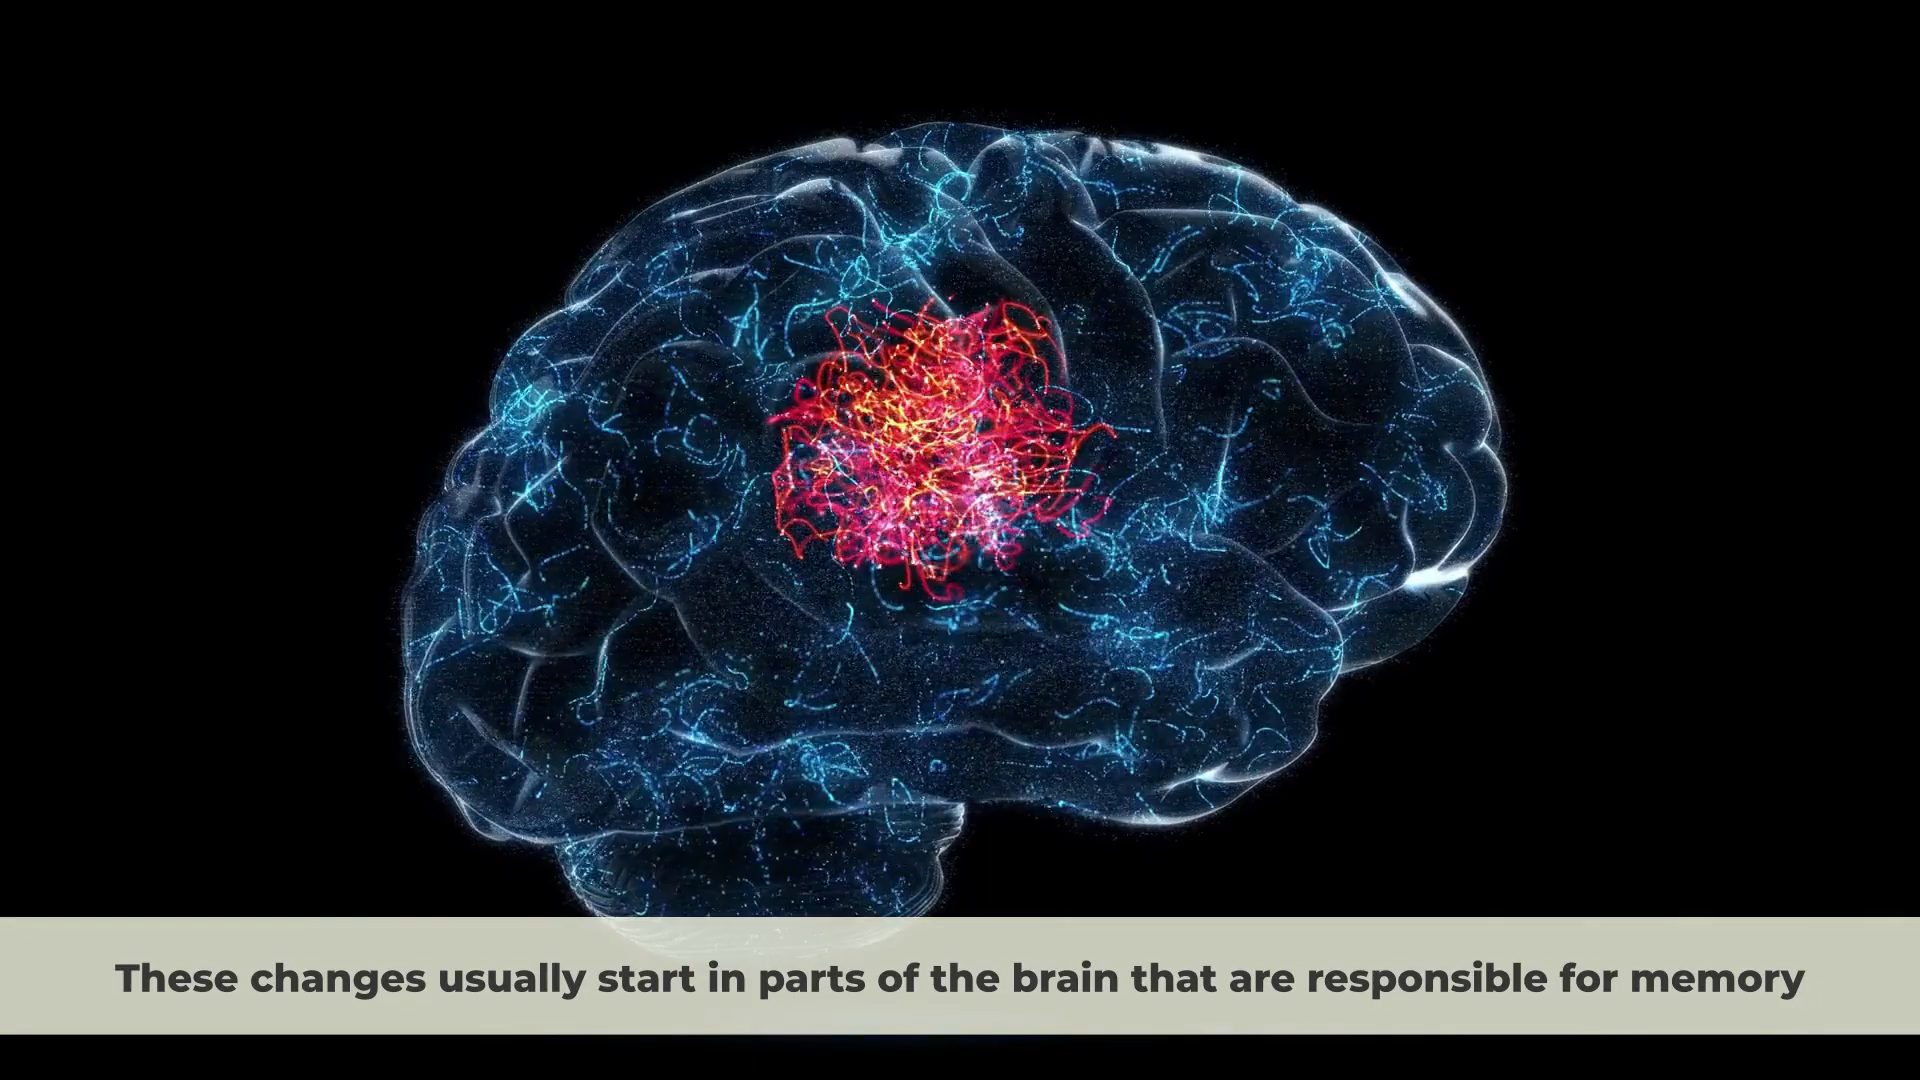 These changes usually start in parts of the brain that are responsible for memory